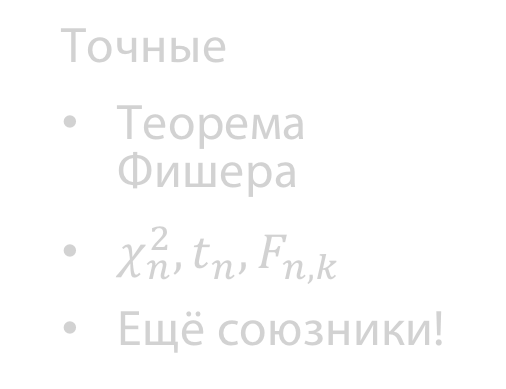 Точные
• Теорема
Фишера
• χ²ₙ, tₙ, Fₙ,ₖ
• Ещё союзники!